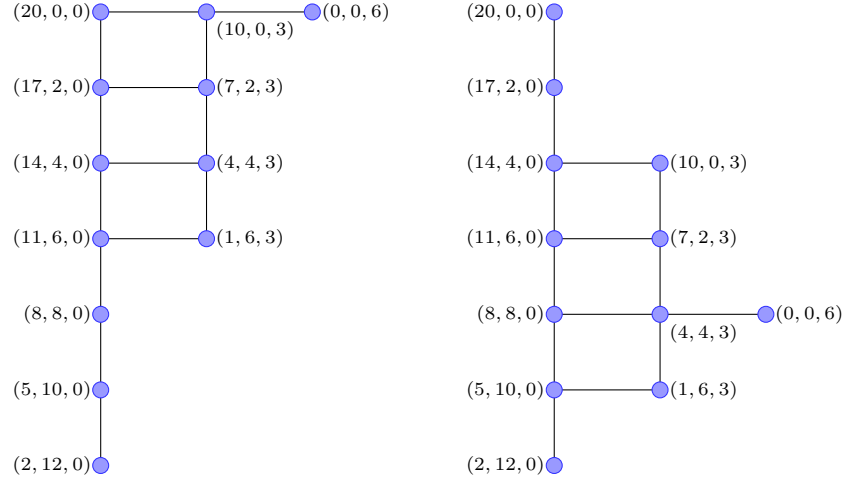 (20, 0, 0)
(10, 0, 3)
(0, 0, 6)
(17, 2, 0)
(7, 2, 3)
(14, 4, 0)
(4, 4, 3)
(11, 6, 0)
(1, 6, 3)
(8, 8, 0)
(5, 10, 0)
(2, 12, 0)
(20, 0, 0)
(17, 2, 0)
(14, 4, 0)
(10, 0, 3)
(11, 6, 0)
(7, 2, 3)
(8, 8, 0)
(4, 4, 3)
(0, 0, 6)
(5, 10, 0)
(1, 6, 3)
(2, 12, 0)